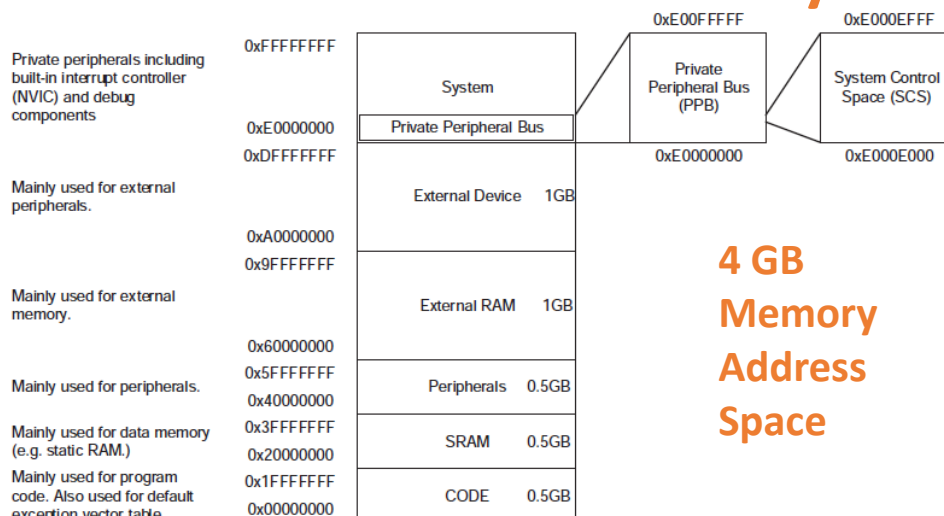 0xE00FFFFF
0xE000EFFF
Private peripherals including
built-in interrupt controller
(NVIC) and debug
components
0xFFFFFFFF
System
Private
Peripheral Bus
(PPB)
System Control
Space (SCS)
0xE0000000
Private Peripheral Bus
0xDFFFFFFF
0xE0000000
0xE000E000
Mainly used for external
peripherals.
External Device 1GB
0xA0000000
0x9FFFFFFF
4 GB
Memory
Address
Space
Mainly used for external
memory.
External RAM 1GB
0x60000000
0x5FFFFFFF
Mainly used for peripherals.
Peripherals 0.5GB
0x40000000
0x3FFFFFFF
Mainly used for data memory
(e.g. static RAM.)
SRAM 0.5GB
0x20000000
0x1FFFFFFF
Mainly used for program
code. Also used for default
exception vector table
CODE 0.5GB
0x00000000